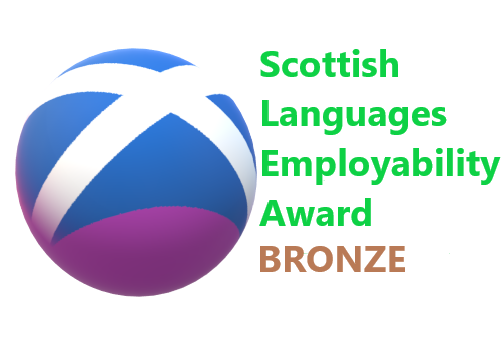 Scottish
Languages
Employability
Award
BRONZE